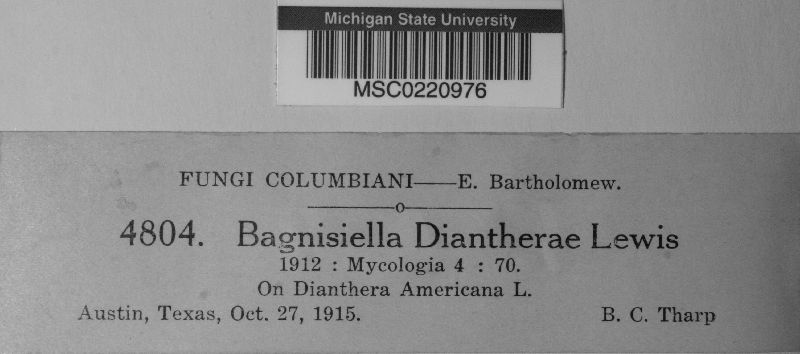 Michigan State University
MSC0220976
FUNGI COLUMBIANI——E. Bartholomew.
4804. Bagnisiella Diantherae Lewis
1912 : Mycologia 4 : 70.
On Dianthera Americana L.
Austin, Texas, Oct. 27, 1915. B. C. Tharp